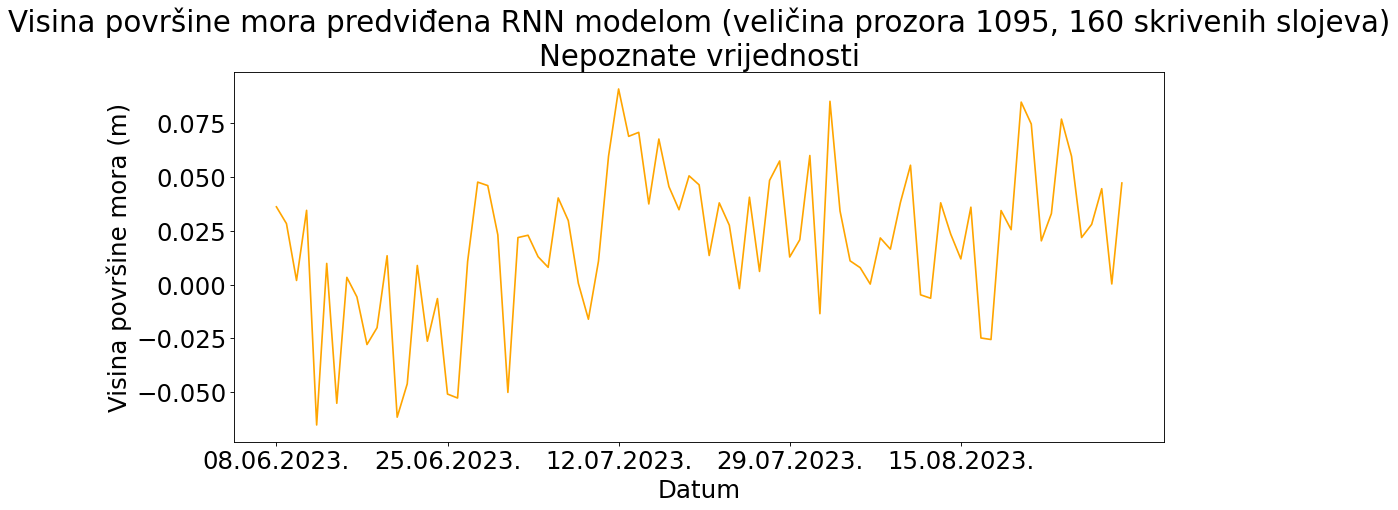 Visina površine mora predviđena RNN modelom (veličina prozora 1095, 160 skrivenih slojeva)
Nepoznate vrijednosti
Visina površine mora (m)
0.075
0.050
0.025
0.000
−0.025
−0.050
08.06.2023. 25.06.2023. 12.07.2023. 29.07.2023. 15.08.2023.
Datum